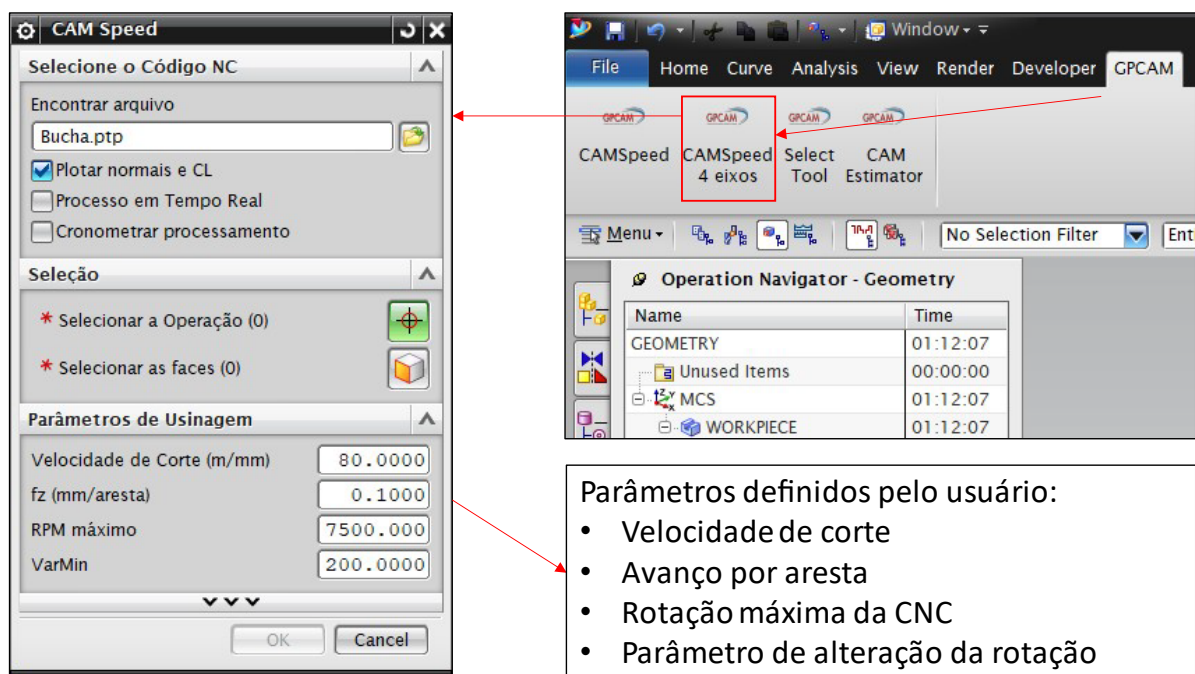 CAM Speed
Selecione o Código NC
Encontrar arquivo
Bucha.ptp
Plotar normais e CL
Processo em Tempo Real
Cronometrar processamento
Seleção
* Selecionar a Operação (0)
* Selecionar as faces (0)
Parâmetros de Usinagem
Velocidade de Corte (m/mm) 80.0000
fz (mm/aresta) 0.1000
RPM máximo 7500.000
VarMin 200.0000
OK Cancel
Window
File Home Curve Analysis View Render Developer GPCAM
GPCAM GPCAM GPCAM GPCAM
CAMSpeed CAMSpeed Select CAM
4 eixos Tool Estimator
Menu No Selection Filter Enti
Operation Navigator - Geometry
Name Time
GEOMETRY 01:12:07
Unused Items 00:00:00
MCS 01:12:07
WORKPIECE 01:12:07
Parâmetros definidos pelo usuário:
• Velocidade de corte
• Avanço por aresta
• Rotação máxima da CNC
• Parâmetro de alteração da rotação